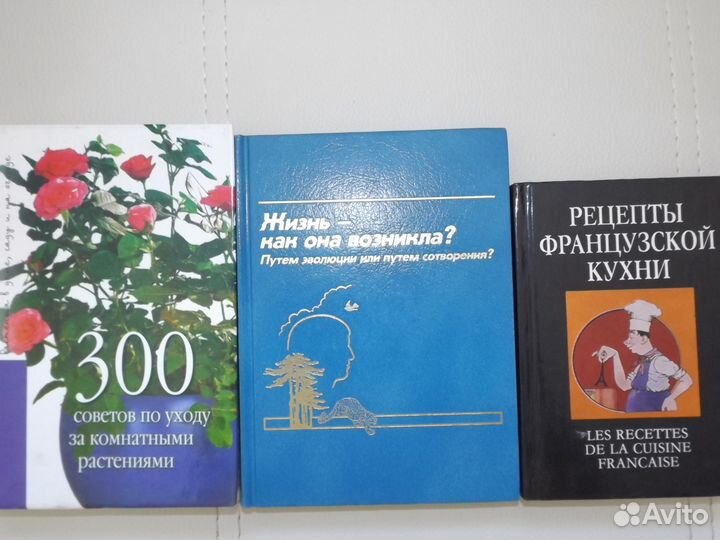 300
советов по уходу
за комнатными
растениями
Жизнь –
как она возникла?
Путем эволюции или путем сотворения?
РЕЦЕПТЫ
ФРАНЦУЗСКОЙ
КУХНИ
LES RECETTES
DE LA CUISINE
FRANCAISE
Avito